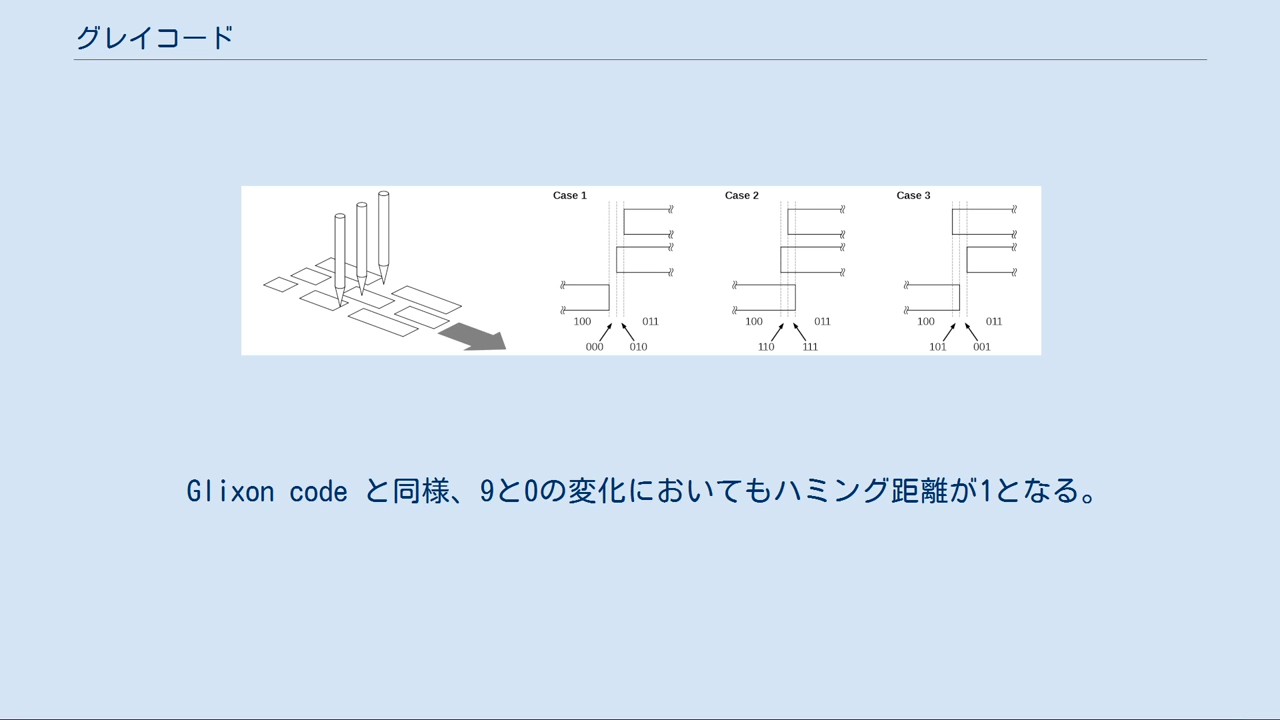 グレイコード
Case 1 Case 2 Case 3
100 011 100 011 100 011
000 010 110 111 101 001
Glixon code と同様、9と0の変化においてもハミング距離が1となる。